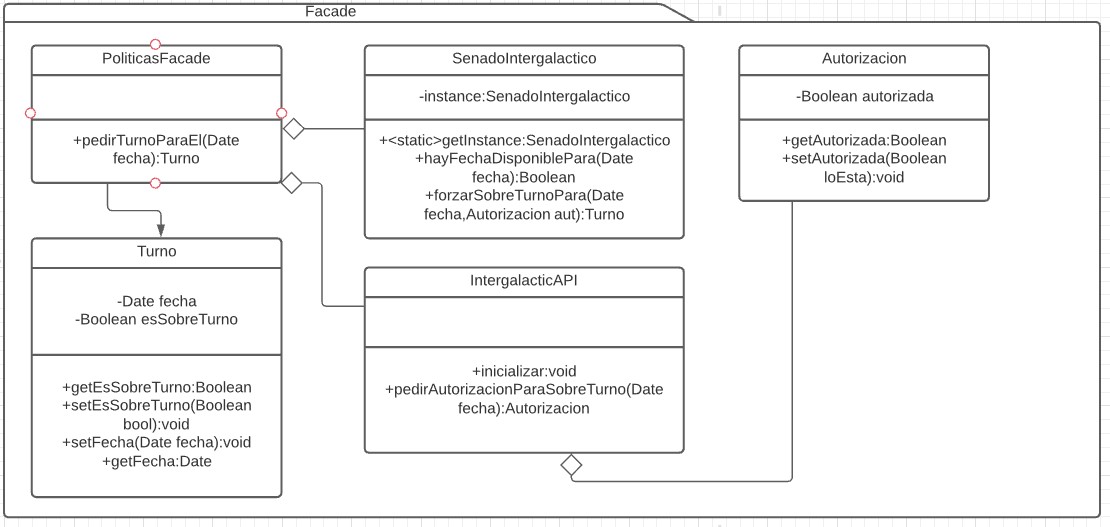 Facade
PoliticasFacade
+pedirTurnoParaEl(Date
fecha):Turno
SenadoIntergalactico
-instance:SenadoIntergalactico
+<static>getInstance:SenadoIntergalactico
+hayFechaDisponiblePara(Date
fecha):Boolean
+forzarSobreTurnoPara(Date
fecha,Autorizacion aut):Turno
Autorizacion
-Boolean autorizada
+getAutorizada:Boolean
+setAutorizada(Boolean
loEsta):void
Turno
-Date fecha
-Boolean esSobreTurno
+getEsSobreTurno:Boolean
+setEsSobreTurno(Boolean
bool):void
+setFecha(Date fecha):void
+getFecha:Date
IntergalacticAPI
+inicializar:void
+pedirAutorizacionParaSobreTurno(Date
fecha):Autorizacion